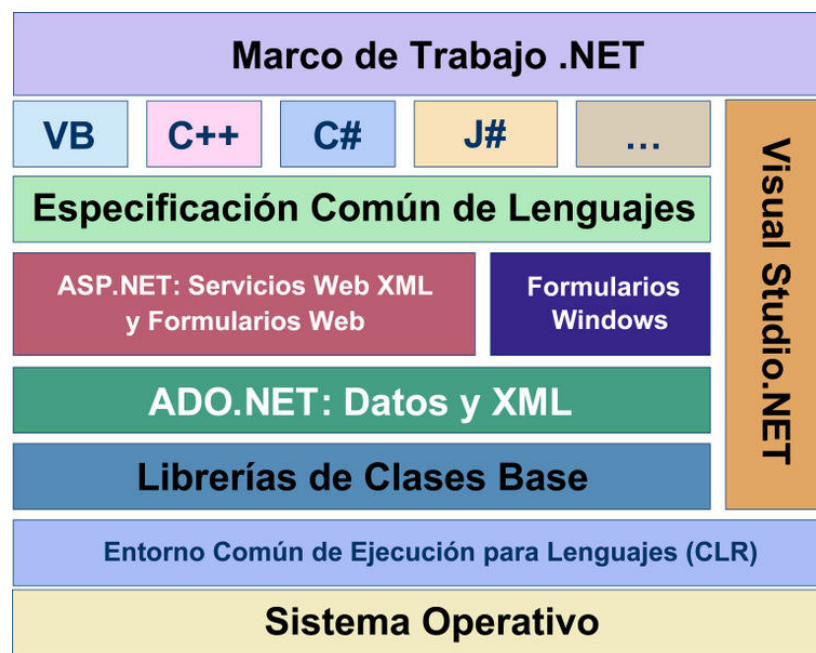 Marco de Trabajo .NET
VB
C++
C#
J#
...
Visual Studio.NET
Especificación Común de Lenguajes
ASP.NET: Servicios Web XML
y Formularios Web
Formularios
Windows
ADO.NET: Datos y XML
Librerías de Clases Base
Entorno Común de Ejecución para Lenguajes (CLR)
Sistema Operativo